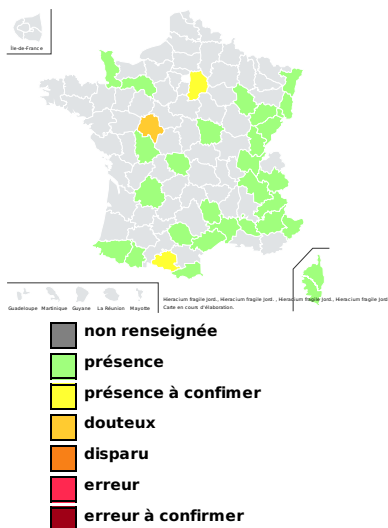 Île-de-France
Guadeloupe Martinique Guyane La Réunion Mayotte
Hieracium fragile jord., Hieracium fragile jord. , Hieracium fragile jord., Hieracium fragile jord
Carte en cours d'élaboration.
non renseignée
présence
présence à confimer
douteux
disparu
erreur
erreur à confirmer